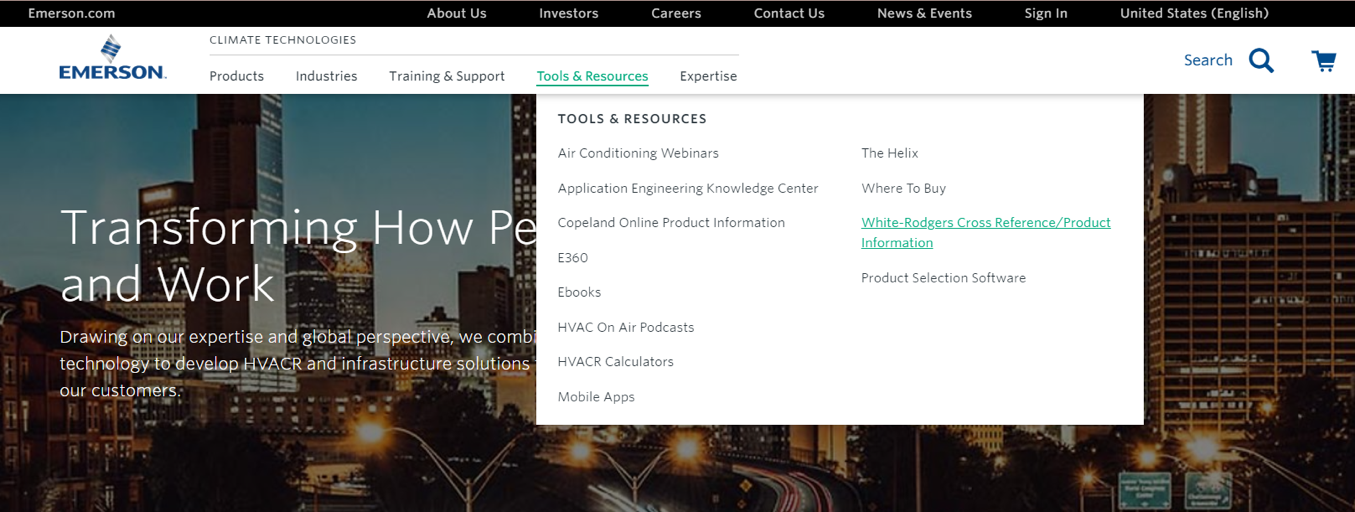 Emerson.com About Us Investors Careers Contact Us News & Events Sign In United States (English)
EMERSON.
CLIMATE TECHNOLOGIES
Products Industries Training & Support Tools & Resources Expertise
Search
TOOLS & RESOURCES
Air Conditioning Webinars
Application Engineering Knowledge Center
Copeland Online Product Information
E360
Ebooks
HVAC On Air Podcasts
HVACR Calculators
Mobile Apps
The Helix
Where To Buy
White-Rodgers Cross Reference/Product
Information
Product Selection Software
Transforming How Pe
and Work
Drawing on our expertise and global perspective, we combi
technology to develop HVACR and infrastructure solutions
our customers.